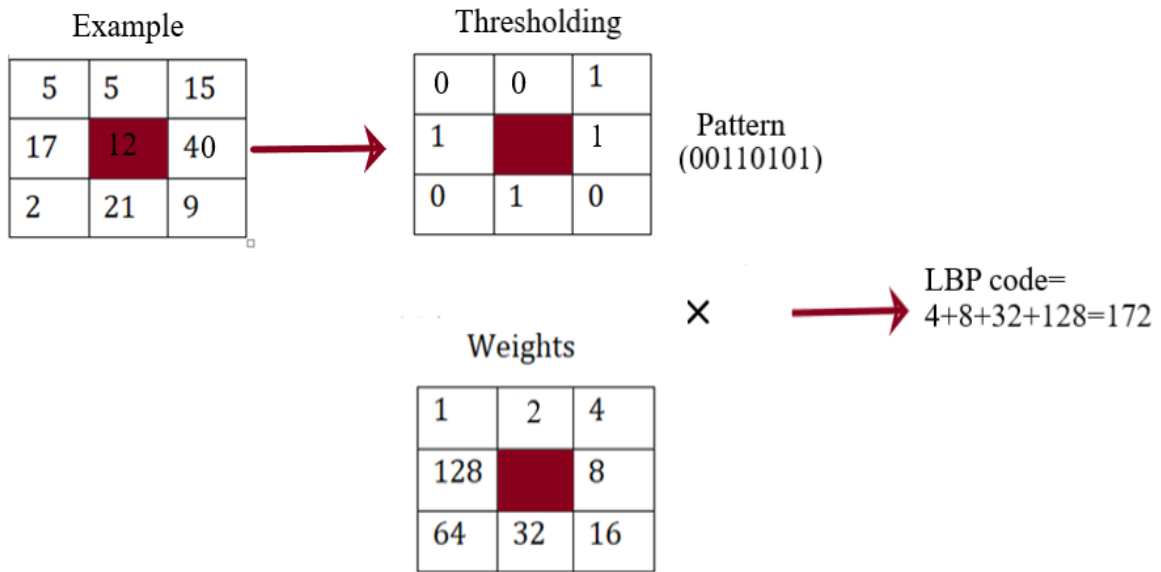 Example
5 5 15
17 12 40
2 21 9
Thresholding
0 0 1
1 1
0 1 0
Pattern
(00110101)
×
LBP code=
4+8+32+128=172
Weights
1 2 4
128 8
64 32 16